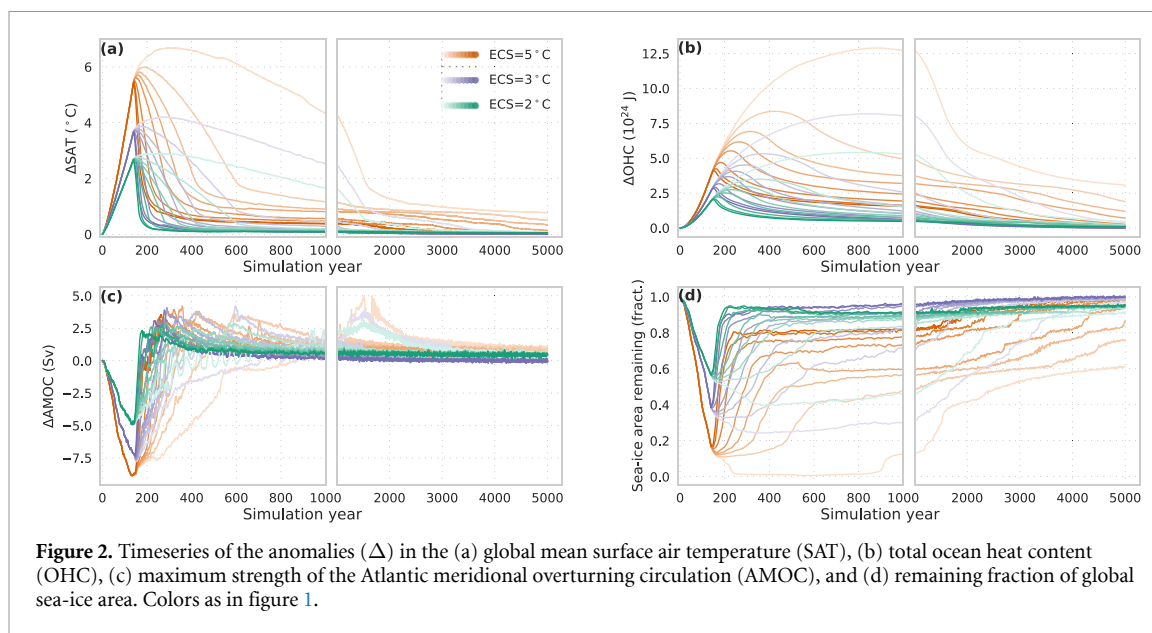 (a)
6
4
2
0
ΔSAT (°C)
ECS=5°C
ECS=3°C
ECS=2°C
0 200 400 600 800 1000 2000 3000 4000 5000
Simulation year
(b)
12.5
10.0
7.5
5.0
2.5
0.0
ΔOHC (10²⁴ J)
0 200 400 600 800 1000 2000 3000 4000 5000
Simulation year
(c)
5.0
2.5
0.0
−2.5
−5.0
−7.5
ΔAMOC (Sv)
0 200 400 600 800 1000 2000 3000 4000 5000
Simulation year
(d)
1.0
0.8
0.6
0.4
0.2
0.0
Sea-ice area remaining (fract.)
0 200 400 600 800 1000 2000 3000 4000 5000
Simulation year
Figure 2. Timeseries of the anomalies (Δ) in the (a) global mean surface air temperature (SAT), (b) total ocean heat content
(OHC), (c) maximum strength of the Atlantic meridional overturning circulation (AMOC), and (d) remaining fraction of global
sea-ice area. Colors as in figure 1.